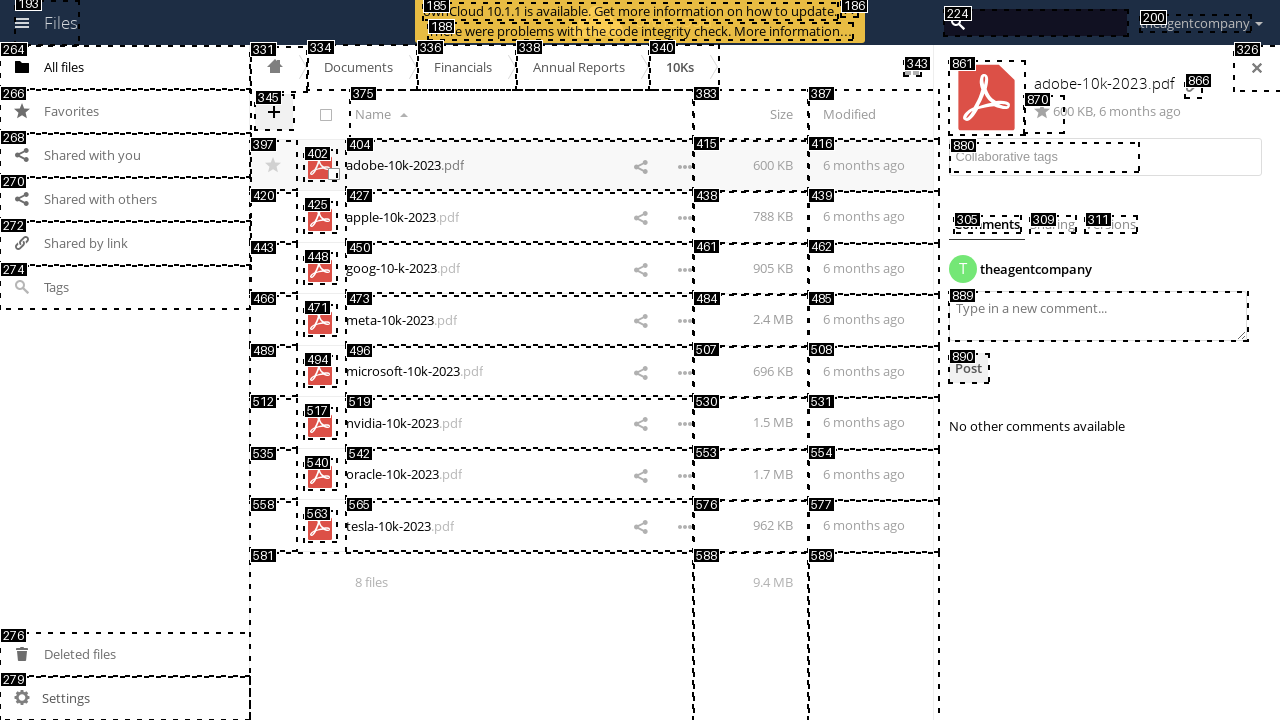 Files
ownCloud 10.1.1 is available. Get more information on how to update.
There were problems with the code integrity check. More information…
theagentcompany
All files
Favorites
Shared with you
Shared with others
Shared by link
Tags
Deleted files
Settings
Documents
Financials
Annual Reports
10Ks
Name
Size
Modified
adobe-10k-2023.pdf
600 KB
6 months ago
apple-10k-2023.pdf
788 KB
6 months ago
goog-10-k-2023.pdf
905 KB
6 months ago
meta-10k-2023.pdf
2.4 MB
6 months ago
microsoft-10k-2023.pdf
696 KB
6 months ago
nvidia-10k-2023.pdf
1.5 MB
6 months ago
oracle-10k-2023.pdf
1.7 MB
6 months ago
tesla-10k-2023.pdf
962 KB
6 months ago
8 files
9.4 MB
adobe-10k-2023.pdf
600 KB, 6 months ago
Collaborative tags
Comments
Sharing
Versions
T theagentcompany
Type in a new comment...
Post
No other comments available
193
185
186
188
224
200
264
266
268
270
272
274
276
279
331
334
336
338
340
343
326
345
375
383
387
397
402
404
415
416
420
425
427
438
439
443
448
450
461
462
466
471
473
484
485
489
494
496
507
508
512
517
519
530
531
535
540
542
553
554
558
563
565
576
577
581
588
589
861
866
870
880
305
309
311
889
890